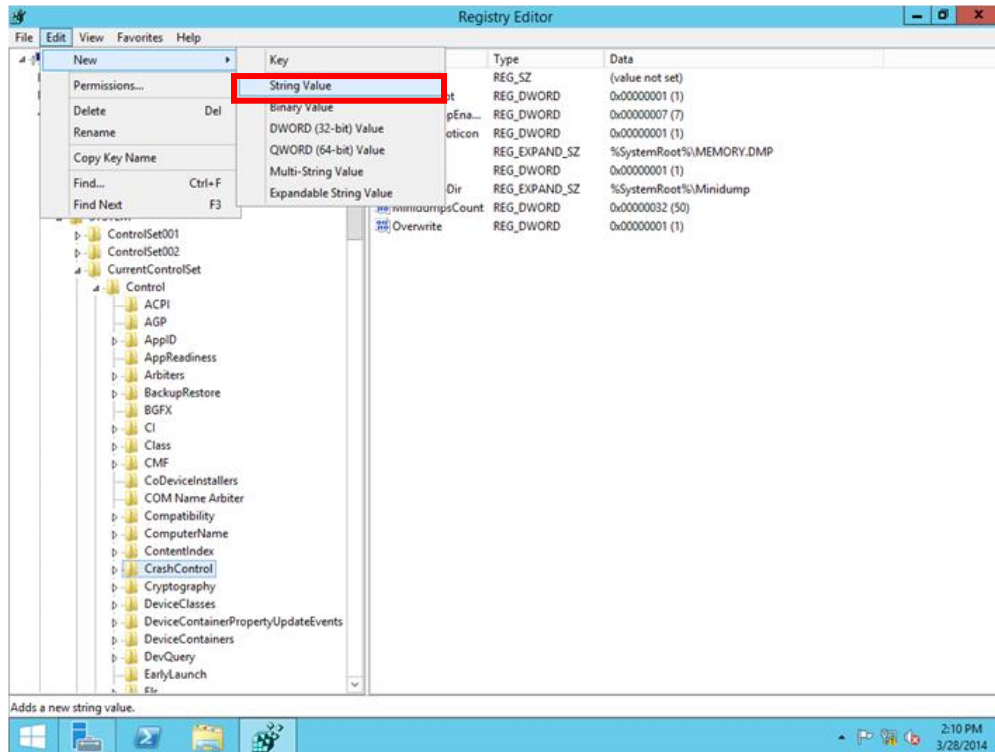 Registry Editor
File Edit View Favorites Help
New
Permissions...
Delete Del
Rename
Copy Key Name
Find... Ctrl+F
Find Next F3
Key
String Value
Binary Value
DWORD (32-bit) Value
QWORD (64-bit) Value
Multi-String Value
Expandable String Value
Type Data
REG_SZ (value not set)
REG_DWORD 0x00000001 (1)
pEna... REG_DWORD 0x00000007 (7)
oticon REG_DWORD 0x00000001 (1)
REG_EXPAND_SZ %SystemRoot%\MEMORY.DMP
REG_DWORD 0x00000001 (1)
Dir REG_EXPAND_SZ %SystemRoot%\Minidump
MinidumpsCount REG_DWORD 0x00000032 (50)
Overwrite REG_DWORD 0x00000001 (1)
ControlSet001
ControlSet002
CurrentControlSet
Control
ACPI
AGP
AppID
AppReadiness
Arbiters
BackupRestore
BGFX
CI
Class
CMF
CoDeviceInstallers
COM Name Arbiter
Compatibility
ComputerName
ContentIndex
CrashControl
Cryptography
DeviceClasses
DeviceContainerPropertyUpdateEvents
DeviceContainers
DevQuery
EarlyLaunch
Adds a new string value.
2:10 PM
3/28/2014